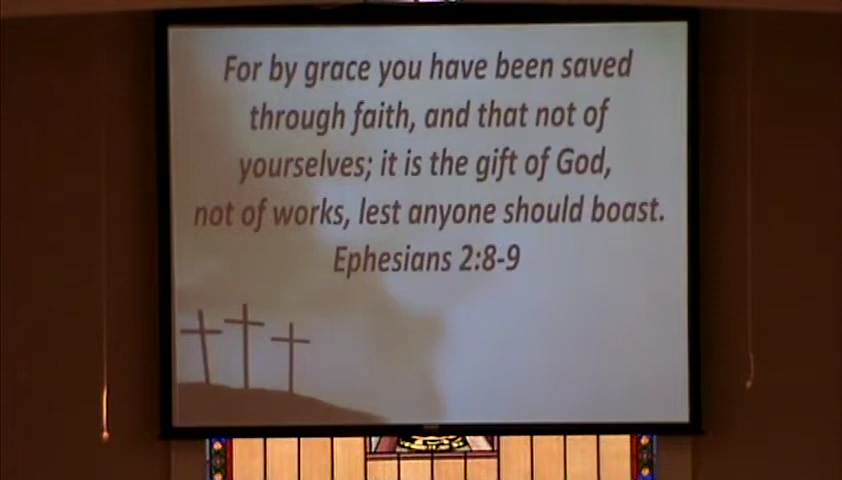 For by grace you have been saved
through faith, and that not of
yourselves; it is the gift of God,
not of works, lest anyone should boast.
Ephesians 2:8-9